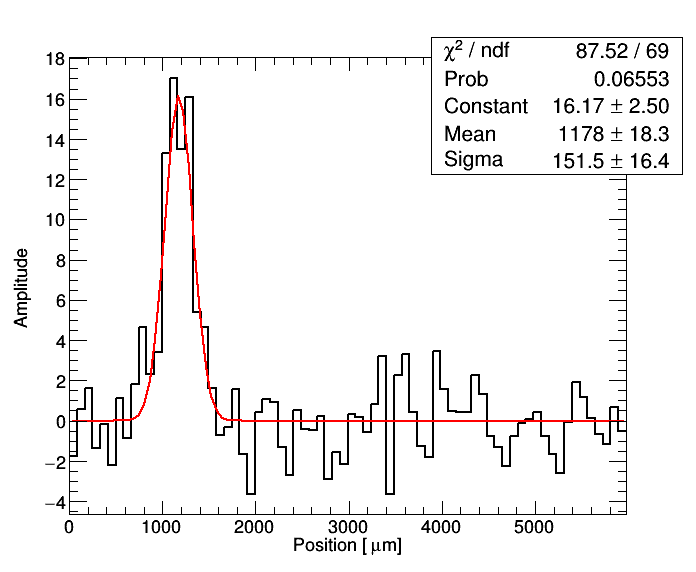 χ² / ndf 87.52 / 69
Prob 0.06553
Constant 16.17 ± 2.50
Mean 1178 ± 18.3
Sigma 151.5 ± 16.4
18
16
14
12
10
8
6
4
2
0
−2
−4
Amplitude
0 1000 2000 3000 4000 5000
Position [ μm]